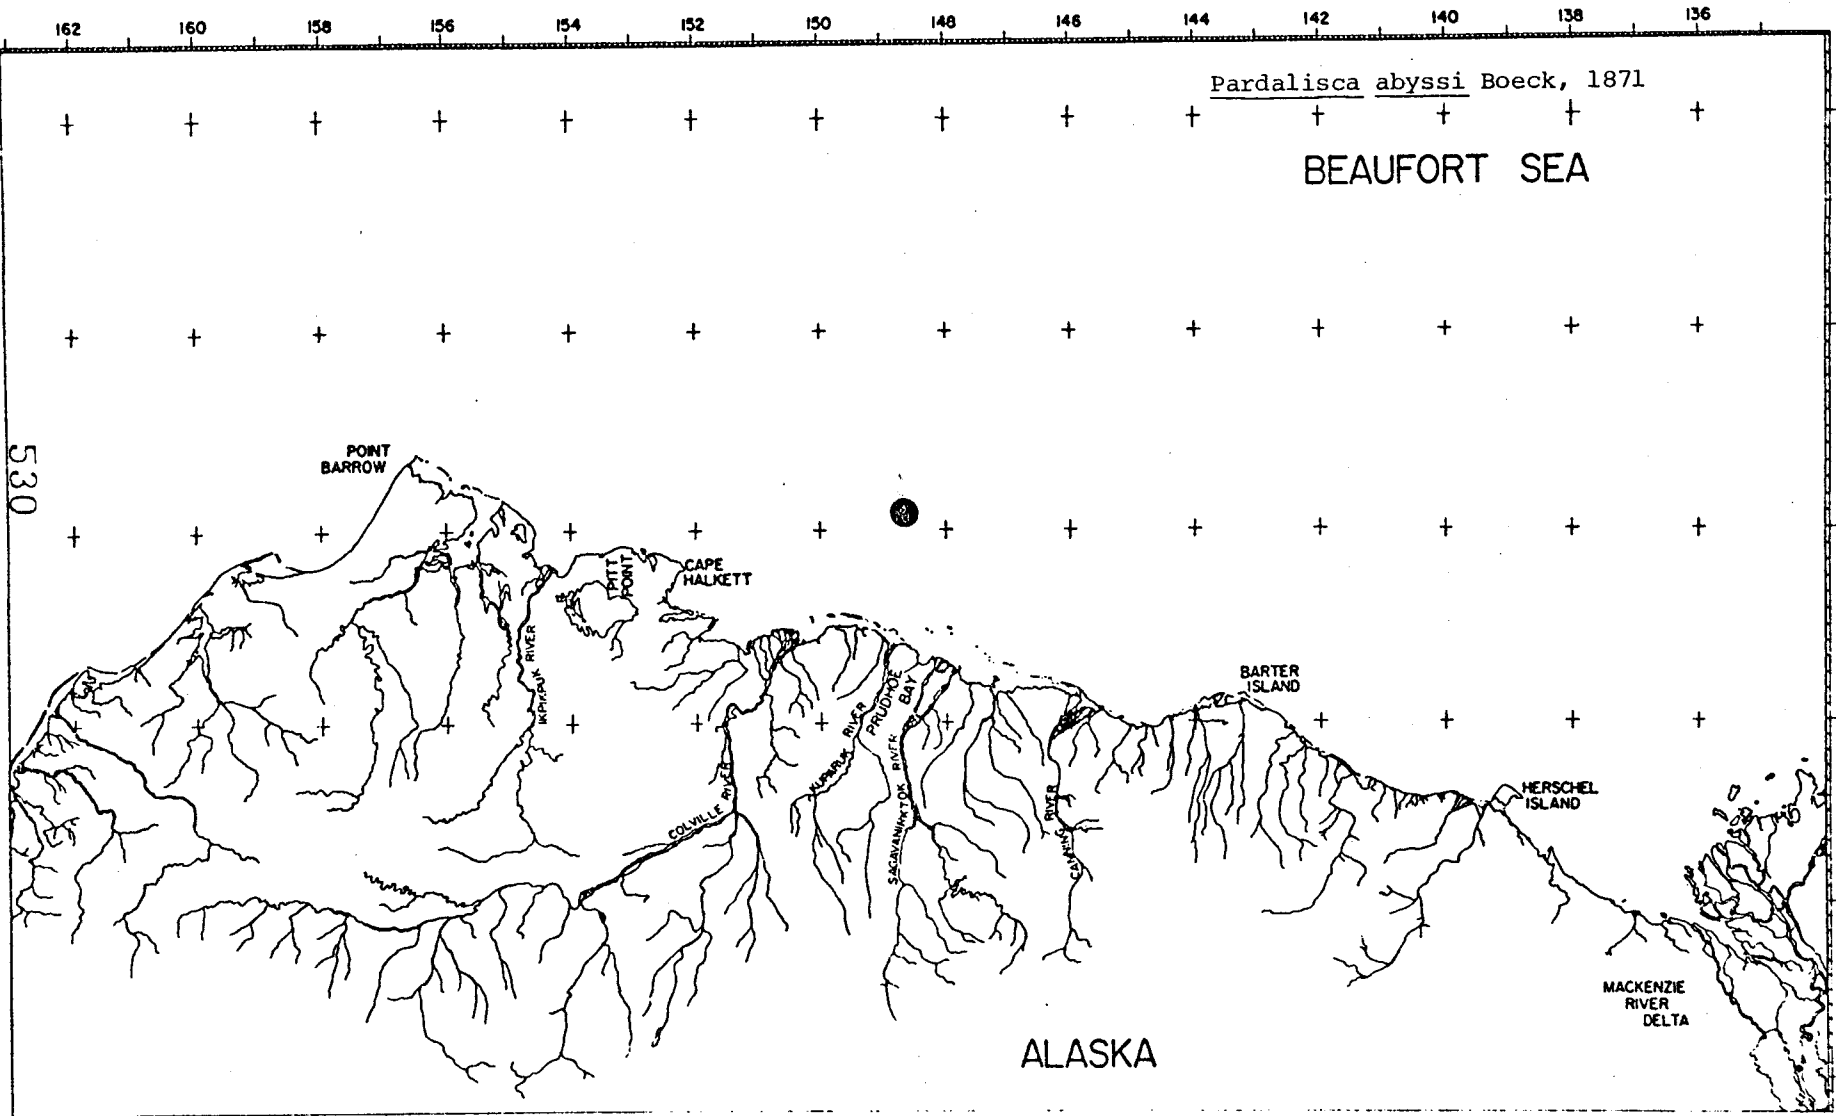 162 160 158 156 154 152 150 148 146 144 142 140 138 136
Pardalisca abyssi Boeck, 1871
BEAUFORT SEA
POINT
BARROW
530
PITT
POINT
CAPE
HALKETT
IKPIKPUK RIVER
COLVILLE RIVER
KUPARUK RIVER
PRUDHOE
BAY
SAGAVANIRKTOK RIVER
CANNING RIVER
BARTER
ISLAND
HERSCHEL
ISLAND
MACKENZIE
RIVER
DELTA
ALASKA